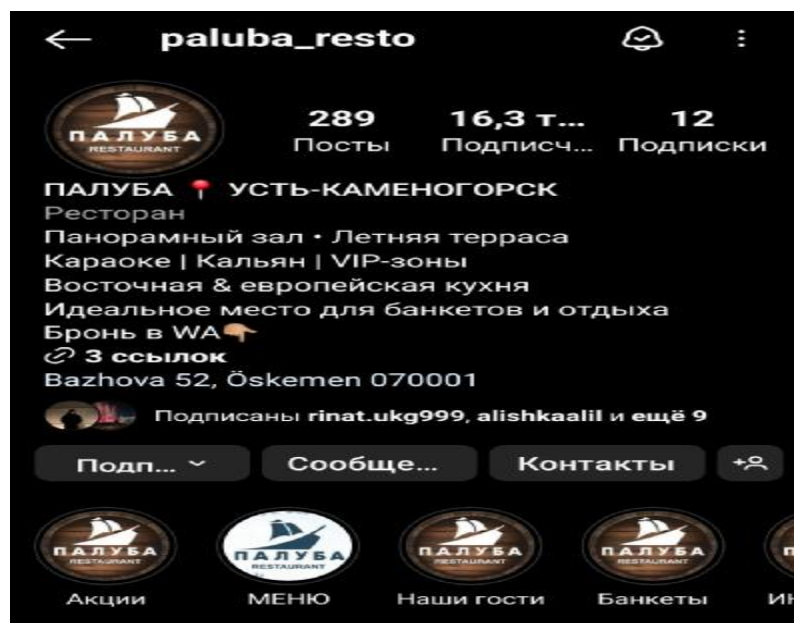 paluba_resto
ПАЛУБА
RESTAURANT
289 16,3 т... 12
Посты Подписч... Подписки
ПАЛУБА 📍 УСТЬ-КАМЕНОГОРСК
Ресторан
Панорамный зал • Летняя терраса
Караоке | Кальян | VIP-зоны
Восточная & европейская кухня
Идеальное место для банкетов и отдыха
Бронь в WA👇🏼
3 ссылок
Bazhova 52, Öskemen 070001
Подписаны rinat.ukg999, alishkaalil и ещё 9
Подп... Сообще... Контакты
ПАЛУБА ПАЛУБА ПАЛУБА ПАЛУБА П
RESTAURANT RESTAURANT RESTAURANT RESTAURANT
Акции МЕНЮ Наши гости Банкеты ИН